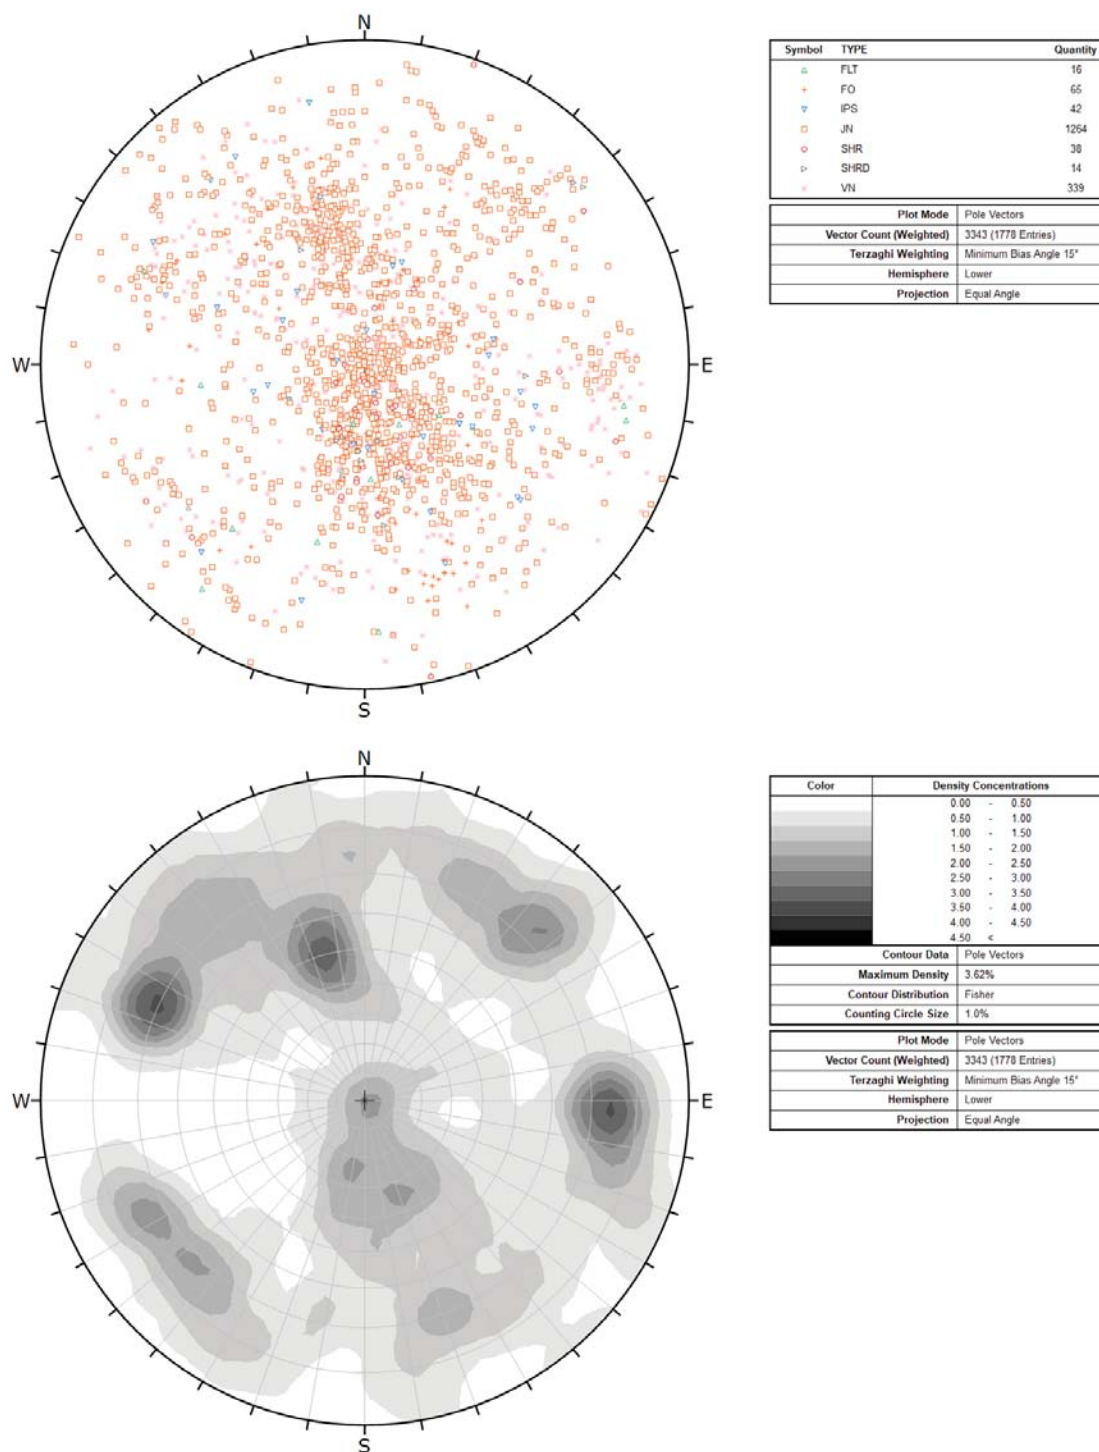 N
W
E
S
Symbol TYPE Quantity
FLT 16
FO 65
IPS 42
JN 1264
SHR 38
SHRD 14
VN 339
Plot Mode Pole Vectors
Vector Count (Weighted) 3343 (1778 Entries)
Terzaghi Weighting Minimum Bias Angle 15°
Hemisphere Lower
Projection Equal Angle
N
W
E
S
Color Density Concentrations
0.00 - 0.50
0.50 - 1.00
1.00 - 1.50
1.50 - 2.00
2.00 - 2.50
2.50 - 3.00
3.00 - 3.50
3.50 - 4.00
4.00 - 4.50
4.50 <
Contour Data Pole Vectors
Maximum Density 3.62%
Contour Distribution Fisher
Counting Circle Size 1.0%
Plot Mode Pole Vectors
Vector Count (Weighted) 3343 (1778 Entries)
Terzaghi Weighting Minimum Bias Angle 15°
Hemisphere Lower
Projection Equal Angle